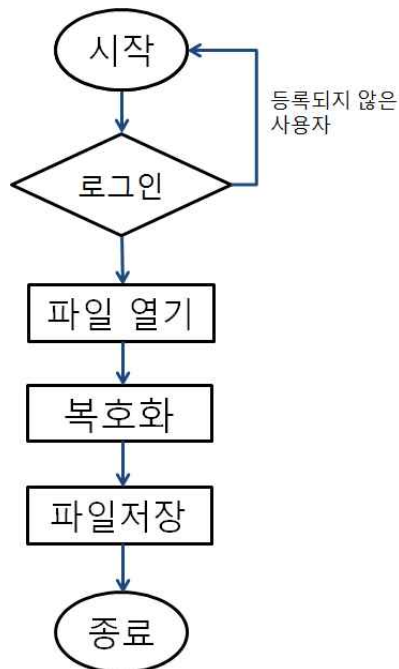 시작
등록되지 않은
사용자
로그인
파일 열기
복호화
파일저장
종료